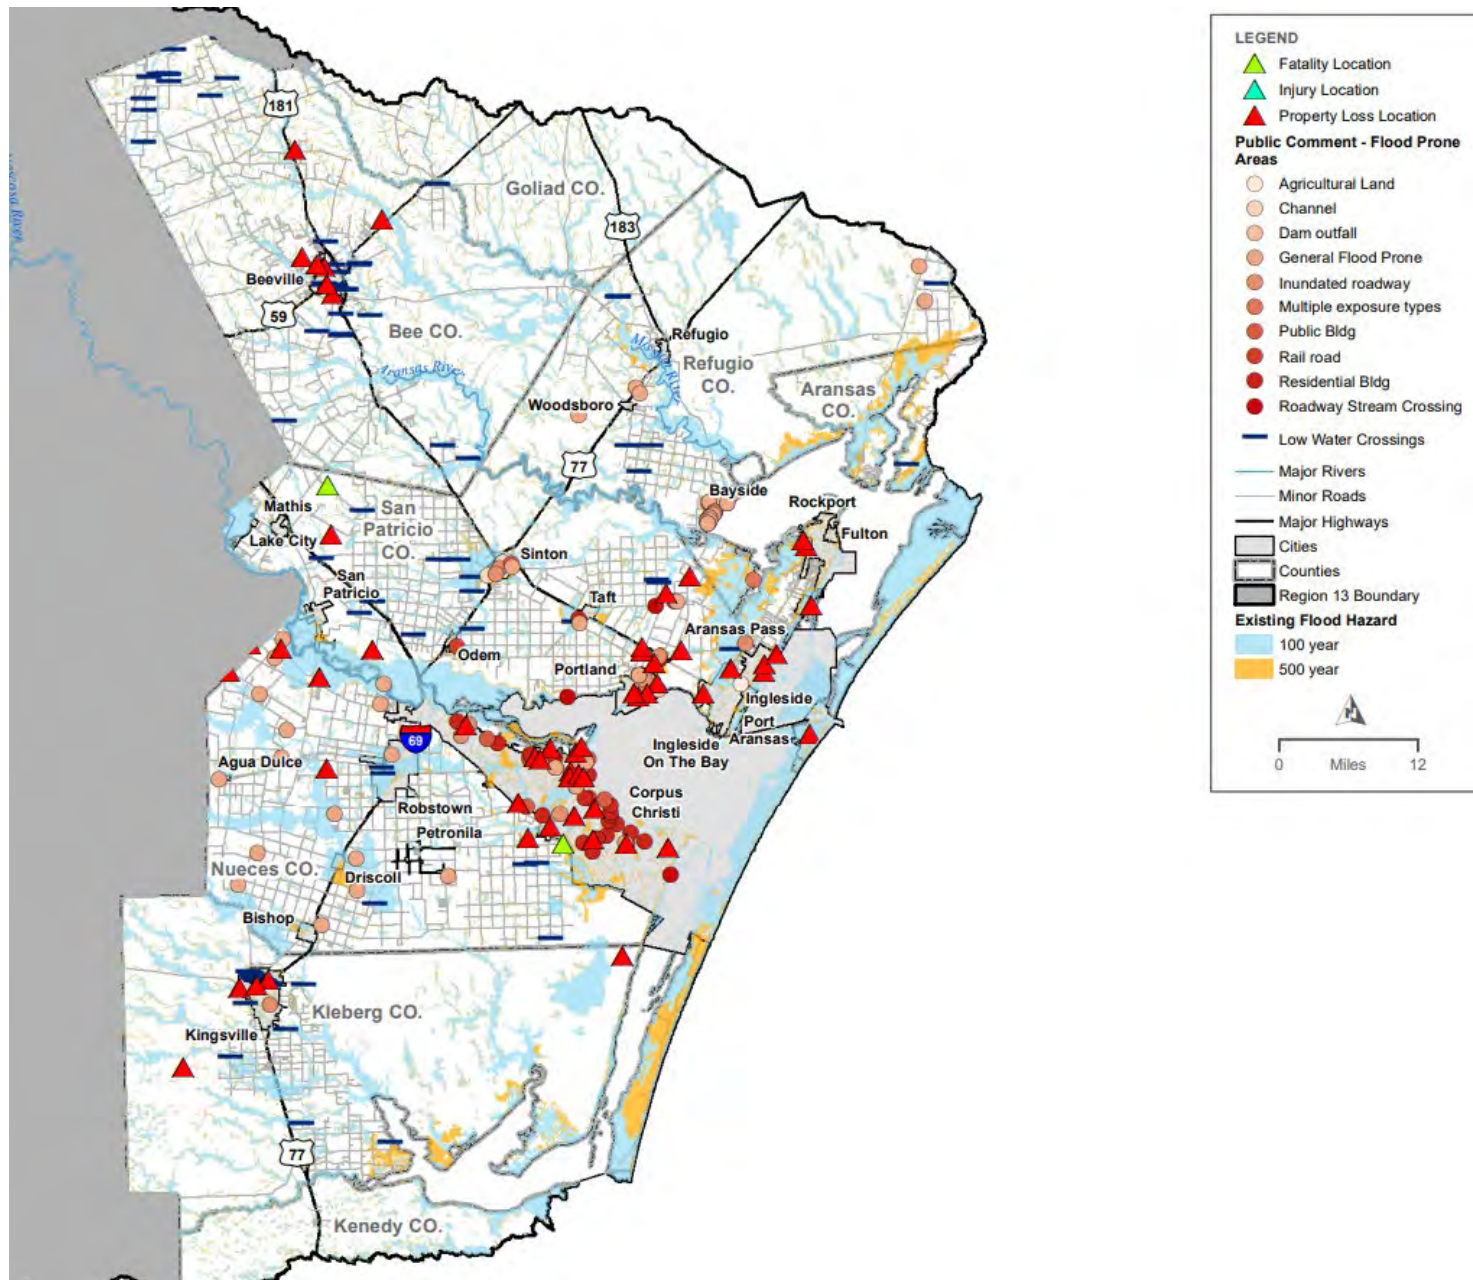 181
Goliad CO.
183
Beeville
59
Bee CO.
Refugio
Mission River
Refugio
CO.
Aransas River
Aransas
CO.
Woodsboro
77
Bayside
Rockport
Fulton
Mathis
Lake City
San
Patricio
CO.
Sinton
San
Patricio
Taft
Aransas Pass
Odem
Portland
Ingleside
Port
Aransas
69
Ingleside
On The Bay
Agua Dulce
Corpus
Christi
Robstown
Petronila
Nueces CO.
Driscoll
Bishop
Kleberg CO.
Kingsville
77
Kenedy CO.
LEGEND
Fatality Location
Injury Location
Property Loss Location
Public Comment - Flood Prone
Areas
Agricultural Land
Channel
Dam outfall
General Flood Prone
Inundated roadway
Multiple exposure types
Public Bldg
Rail road
Residential Bldg
Roadway Stream Crossing
Low Water Crossings
Major Rivers
Minor Roads
Major Highways
Cities
Counties
Region 13 Boundary
Existing Flood Hazard
100 year
500 year
N
0 Miles 12